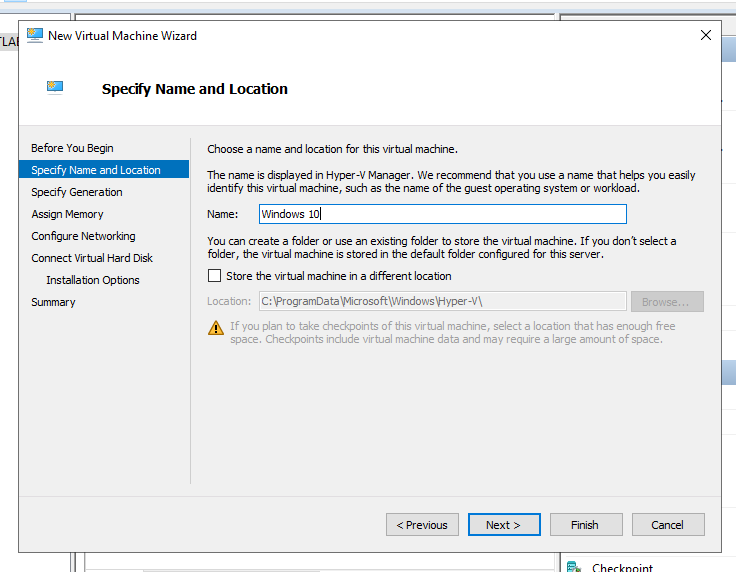 New Virtual Machine Wizard
Specify Name and Location
Before You Begin
Specify Name and Location
Specify Generation
Assign Memory
Configure Networking
Connect Virtual Hard Disk
Installation Options
Summary
Choose a name and location for this virtual machine.
The name is displayed in Hyper-V Manager. We recommend that you use a name that helps you easily
identify this virtual machine, such as the name of the guest operating system or workload.
Name: Windows 10
You can create a folder or use an existing folder to store the virtual machine. If you don't select a
folder, the virtual machine is stored in the default folder configured for this server.
Store the virtual machine in a different location
Location: C:\ProgramData\Microsoft\Windows\Hyper-V\ Browse...
If you plan to take checkpoints of this virtual machine, select a location that has enough free
space. Checkpoints include virtual machine data and may require a large amount of space.
< Previous Next > Finish Cancel
Checkpoint